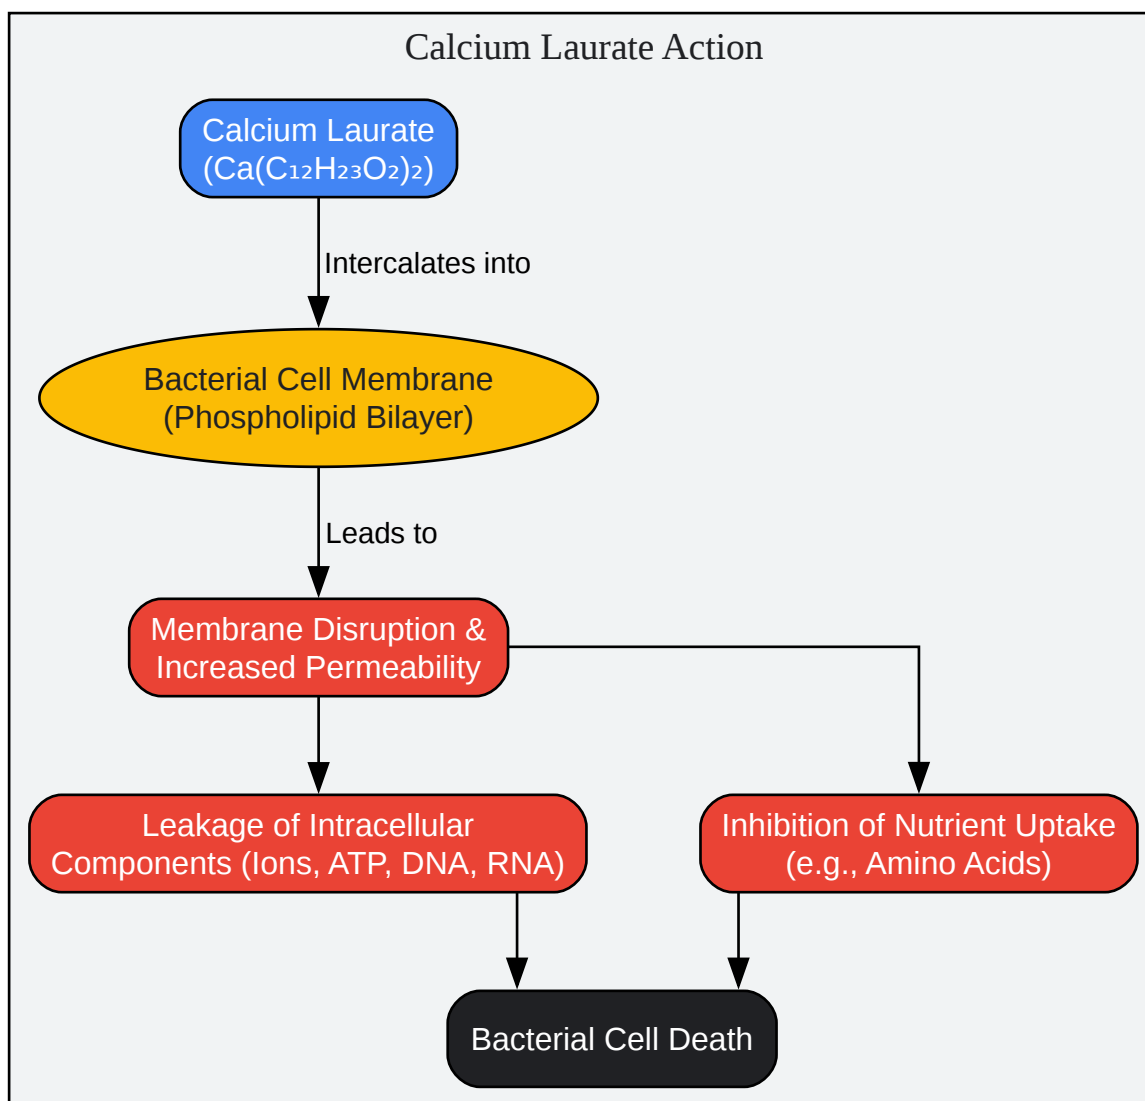 Calcium Laurate Action
Calcium Laurate
(Ca(C₁₂H₂₃O₂)₂)
Intercalates into
Bacterial Cell Membrane
(Phospholipid Bilayer)
Leads to
Membrane Disruption &
Increased Permeability
Leakage of Intracellular
Components (Ions, ATP, DNA, RNA)
Inhibition of Nutrient Uptake
(e.g., Amino Acids)
Bacterial Cell Death